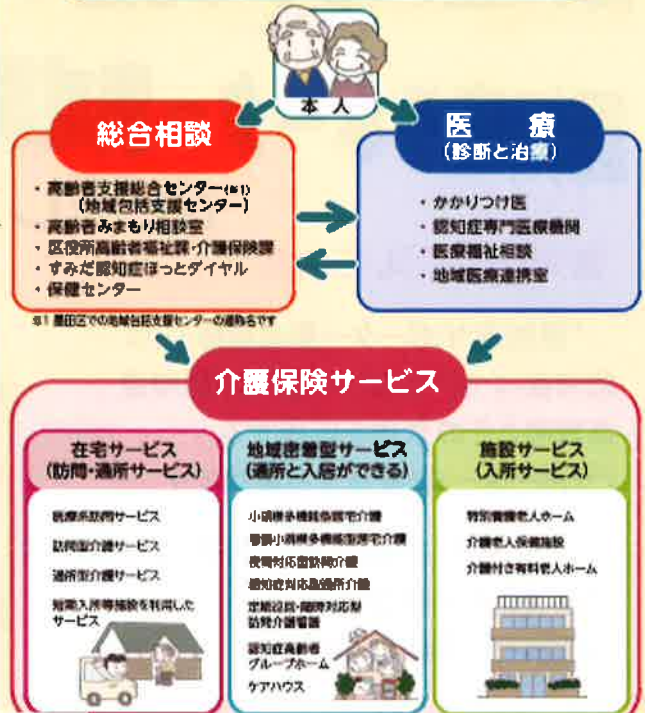 本人
総合相談
・高齢者支援総合センター(※1)
(地域包括支援センター)
・高齢者みまもり相談室
・区役所高齢者福祉課・介護保険課
・すみだ認知症ほっとダイヤル
・保健センター
※1 墨田区での地域包括支援センターの通称名です
医療
(診断と治療)
・かかりつけ医
・認知症専門医療機関
・医療福祉相談
・地域医療連携室
介護保険サービス
在宅サービス
(訪問・通所サービス)
医療系訪問サービス
訪問型介護サービス
通所型介護サービス
短期入所等施設を利用した
サービス
地域密着型サービス
(通所と入居ができる)
小規模多機能型居宅介護
看護小規模多機能型居宅介護
夜間対応型訪問介護
認知症対応型通所介護
定期巡回・随時対応型
訪問介護看護
認知症高齢者
グループホーム
ケアハウス
施設サービス
(入所サービス)
特別養護老人ホーム
介護老人保健施設
介護付き有料老人ホーム